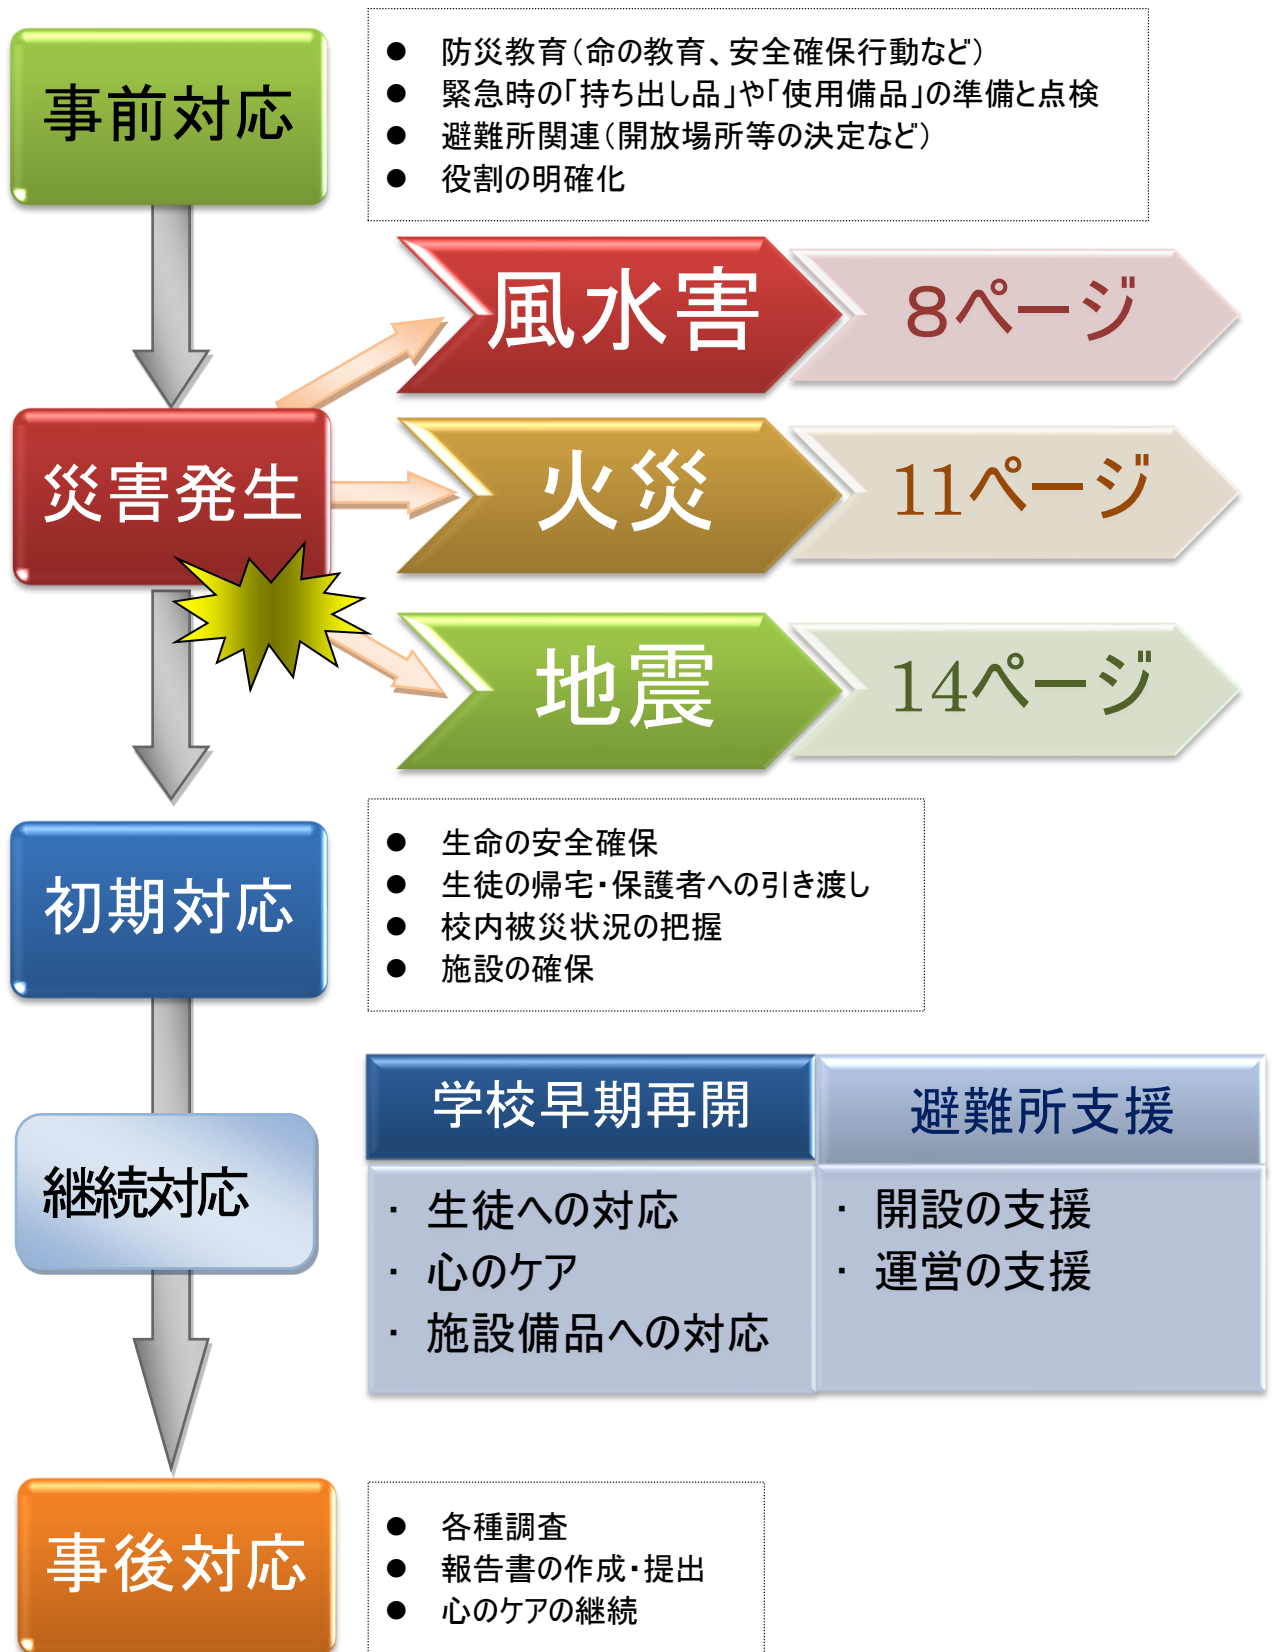 事前対応
● 防災教育（命の教育、安全確保行動など）
● 緊急時の「持ち出し品」や「使用備品」の準備と点検
● 避難所関連（開放場所等の決定など）
● 役割の明確化
風水害
８ページ
災害発生
火災
11ページ
地震
14ページ
初期対応
● 生命の安全確保
● 生徒の帰宅・保護者への引き渡し
● 校内被災状況の把握
● 施設の確保
継続対応
学校早期再開
・ 生徒への対応
・ 心のケア
・ 施設備品への対応
避難所支援
・ 開設の支援
・ 運営の支援
事後対応
● 各種調査
● 報告書の作成・提出
● 心のケアの継続